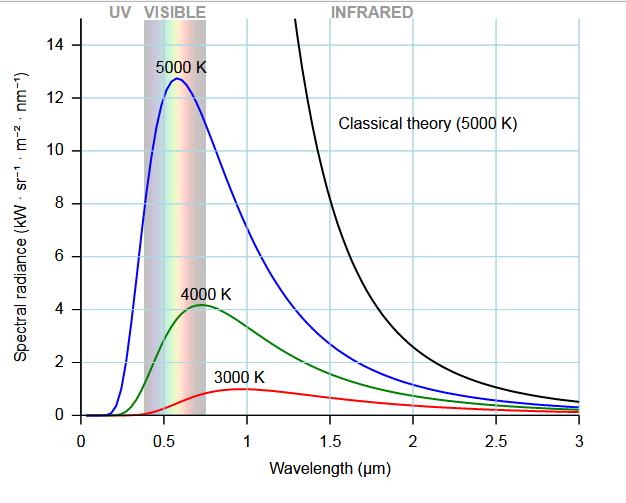 UV VISIBLE INFRARED
14
12
10
8
6
4
2
0
Spectral radiance (kW · sr⁻¹ · m⁻² · nm⁻¹)
5000 K
Classical theory (5000 K)
4000 K
3000 K
0 0.5 1 1.5 2 2.5 3
Wavelength (μm)